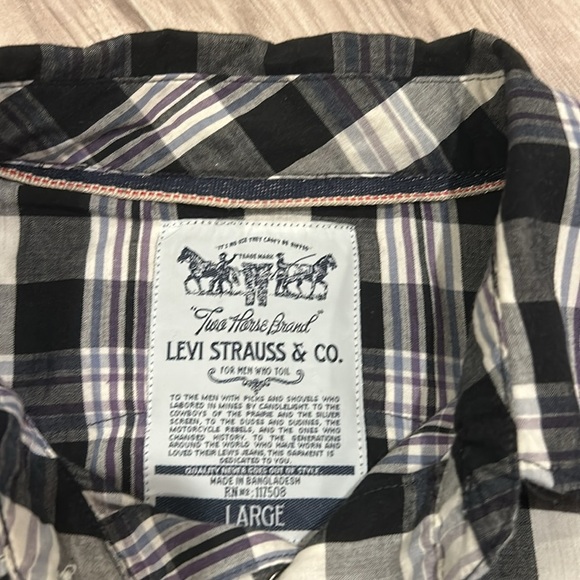 "IT'S NO USE THEY CAN'T BE RIPPED"
TRADE MARK
"Two Horse Brand"
LEVI STRAUSS & CO.
FOR MEN WHO TOIL
TO THE MEN WITH PICKS AND SHOVELS WHO
LABORED IN MINES BY CANDLELIGHT. TO THE
COWBOYS OF THE PRAIRIE AND THE SILVER
SCREEN, TO THE DUDES AND DUDINES, THE
MOTORCYCLE REBELS, AND THE ONES WHO
CHANGED HISTORY. TO THE GENERATIONS
AROUND THE WORLD WHO HAVE WORN AND
LOVED THEIR LEVI'S JEANS, THIS GARMENT IS
DEDICATED TO YOU.
QUALITY NEVER GOES OUT OF STYLE.
MADE IN BANGLADESH
R.N Nº: 117508
LARGE